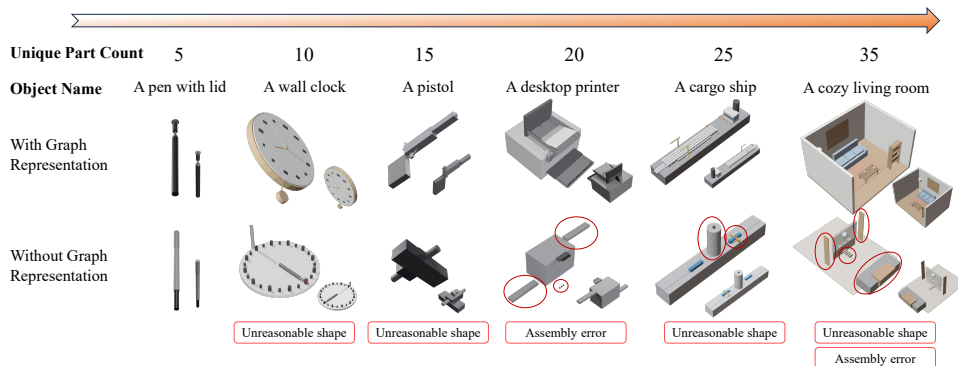 Unique Part Count 5 10 15 20 25 35
Object Name A pen with lid A wall clock A pistol A desktop printer A cargo ship A cozy living room
With Graph
Representation
Without Graph
Representation
Unreasonable shape Unreasonable shape Assembly error Unreasonable shape Unreasonable shape
Assembly error